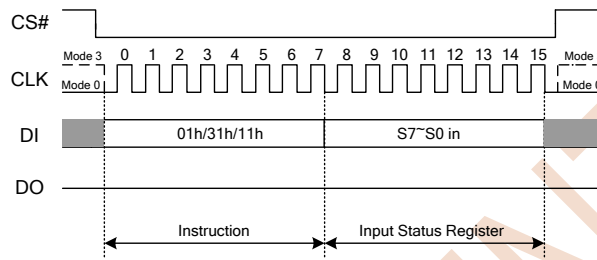 CS#
Mode 3 0 1 2 3 4 5 6 7 8 9 10 11 12 13 14 15 Mode
CLK
Mode 0 Mode
DI 01h/31h/11h S7~S0 in
DO
Instruction Input Status Register